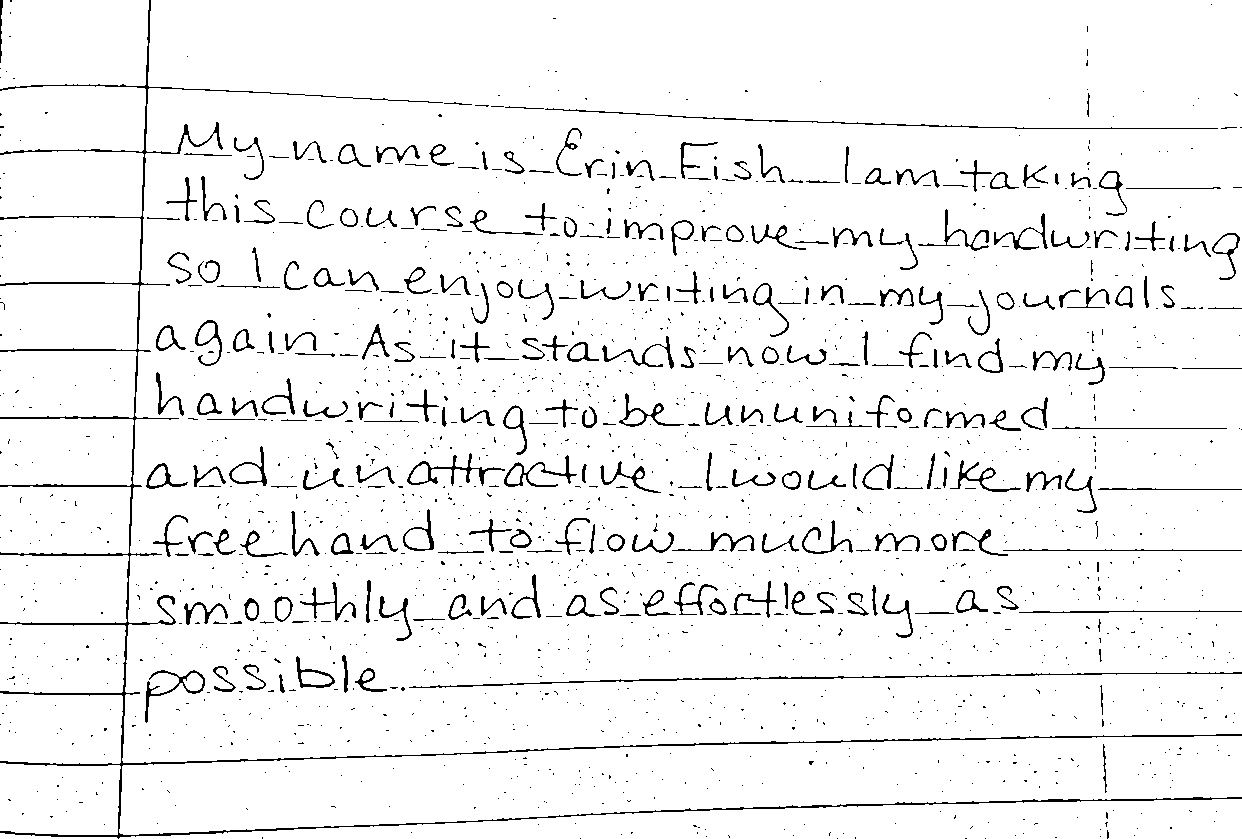 My name is Erin Fish I am taking
this course to improve my handwriting
so I can enjoy writing in my journals
again. As it stands now I find my
handwriting to be ununiformed
and unattractive. I would like my
free hand to flow much more
smoothly and as effortlessly as
possible.